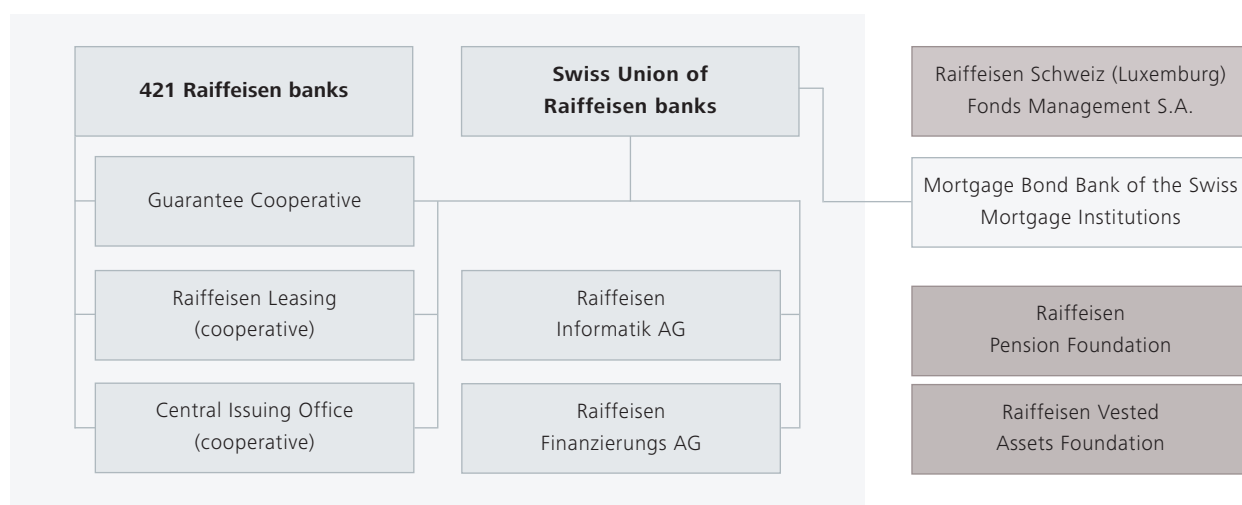 421 Raiffeisen banks
Swiss Union of
Raiffeisen banks
Raiffeisen Schweiz (Luxemburg)
Fonds Management S.A.
Guarantee Cooperative
Mortgage Bond Bank of the Swiss
Mortgage Institutions
Raiffeisen Leasing
(cooperative)
Raiffeisen
Informatik AG
Raiffeisen
Pension Foundation
Central Issuing Office
(cooperative)
Raiffeisen
Finanzierungs AG
Raiffeisen Vested
Assets Foundation